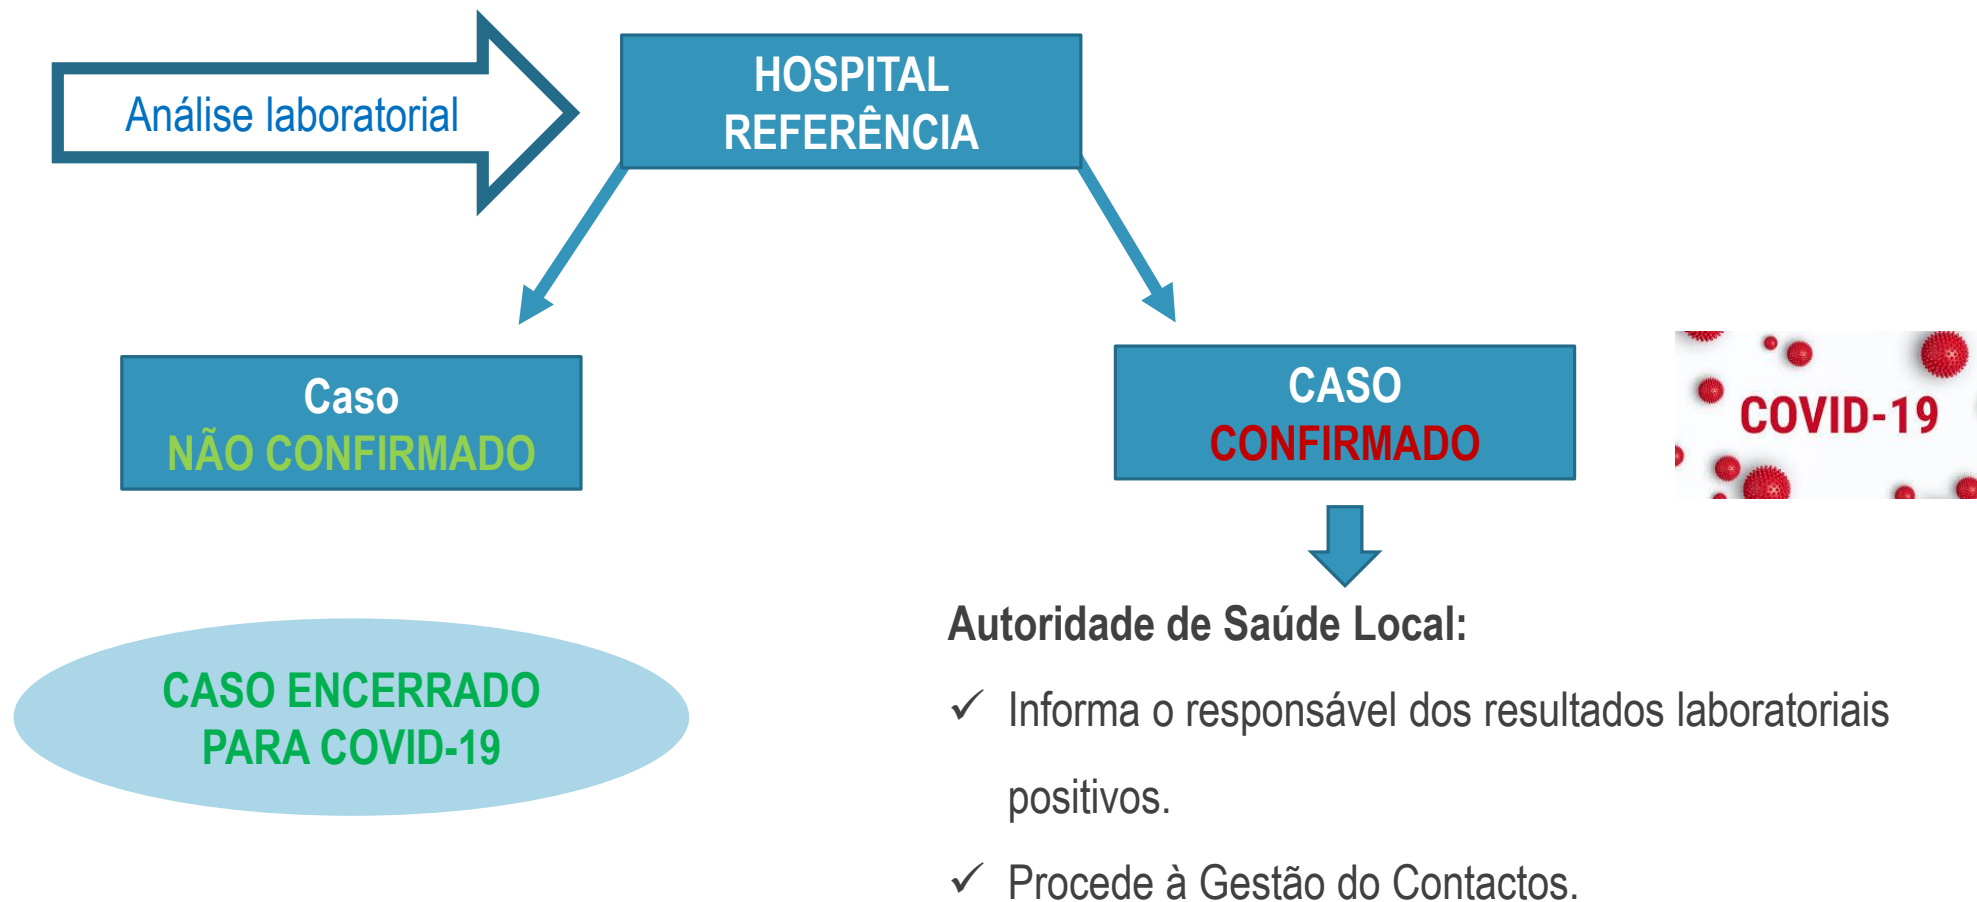 Análise laboratorial
HOSPITAL
REFERÊNCIA
Caso
NÃO CONFIRMADO
CASO
CONFIRMADO
COVID-19
CASO ENCERRADO
PARA COVID-19
Autoridade de Saúde Local:
✓ Informa o responsável dos resultados laboratoriais
positivos.
✓ Procede à Gestão do Contactos.